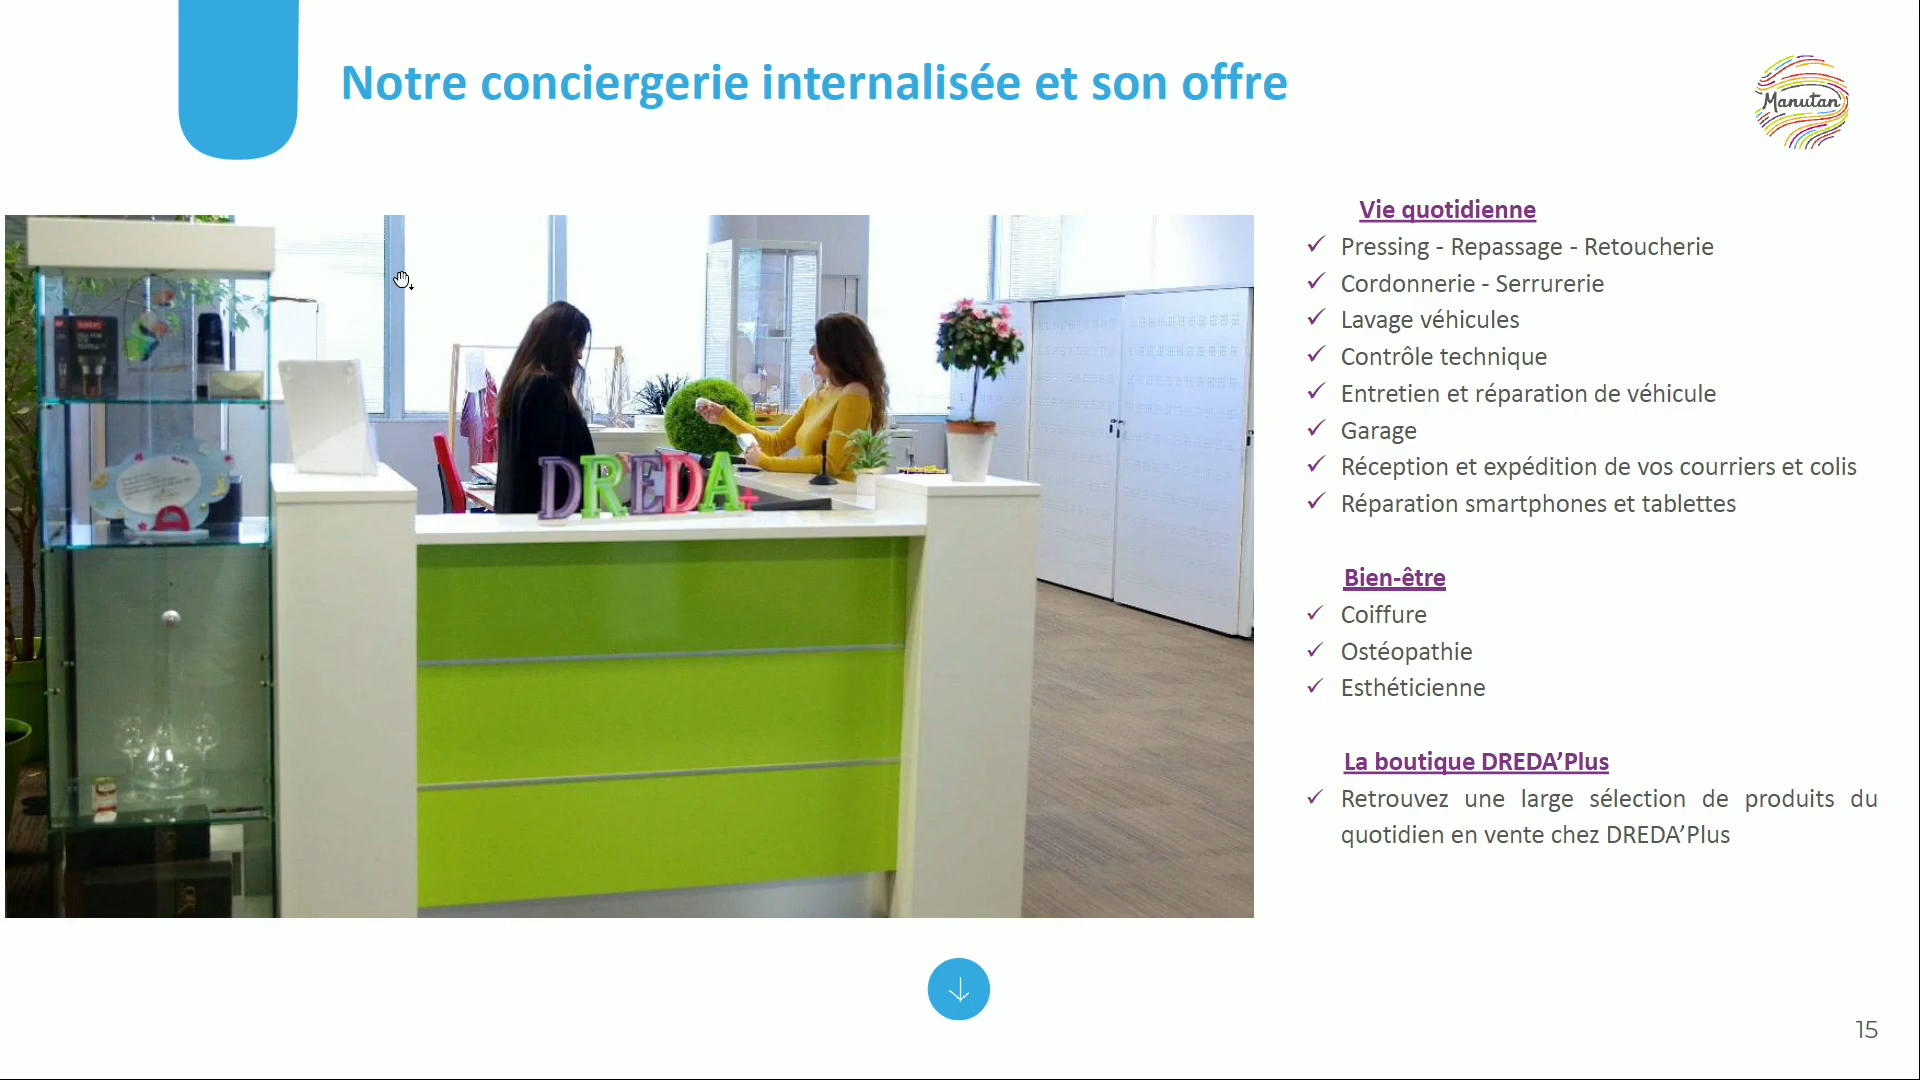 Notre conciergerie internalisée et son offre
Manutan
Vie quotidienne
Pressing - Repassage - Retoucherie
Cordonnerie - Serrurerie
Lavage véhicules
Contrôle technique
Entretien et réparation de véhicule
Garage
Réception et expédition de vos courriers et colis
Réparation smartphones et tablettes
Bien-être
Coiffure
Ostéopathie
Esthéticienne
La boutique DREDA’Plus
Retrouvez une large sélection de produits du
quotidien en vente chez DREDA’Plus
DREDA+
15